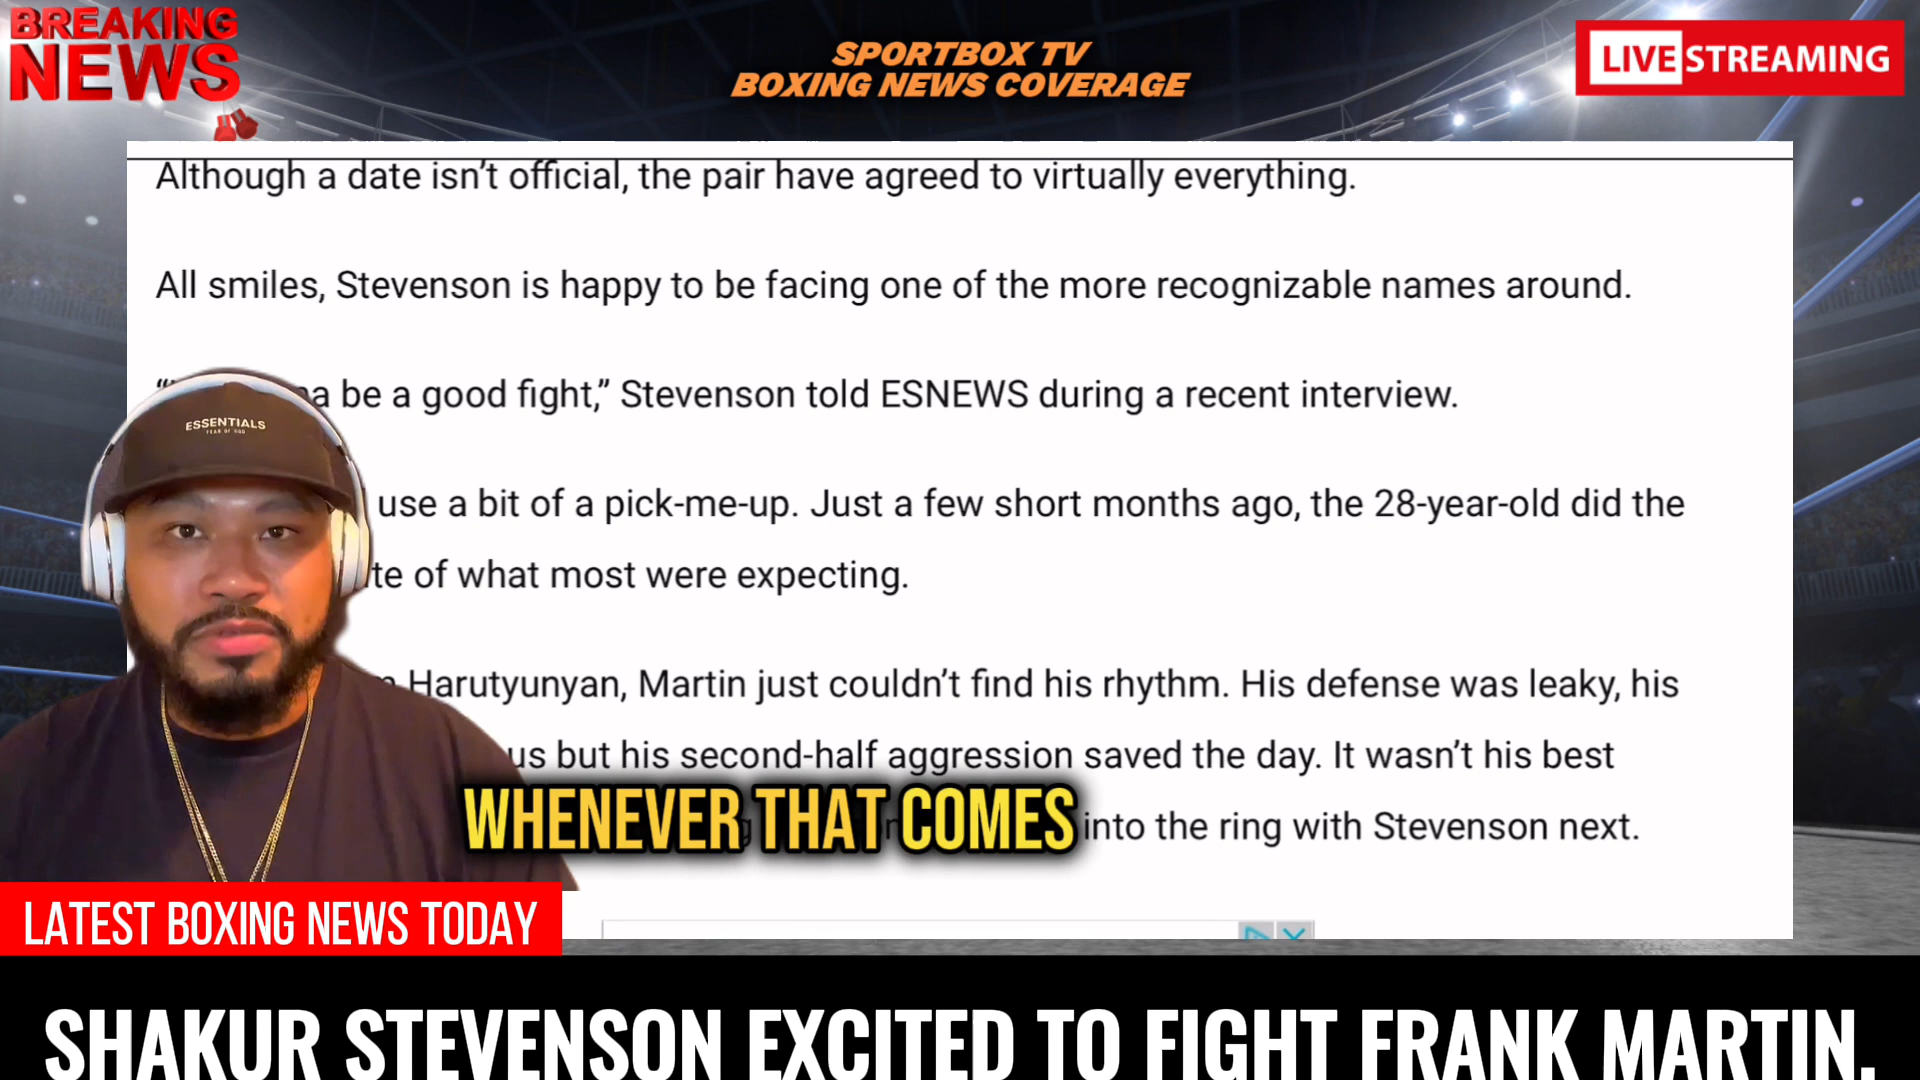 BREAKING
NEWS
SPORTBOX TV
BOXING NEWS COVERAGE
LIVE STREAMING
Although a date isn’t official, the pair have agreed to virtually everything.
All smiles, Stevenson is happy to be facing one of the more recognizable names around.
be a good fight,” Stevenson told ESNEWS during a recent interview.
use a bit of a pick-me-up. Just a few short months ago, the 28-year-old did the
of what most were expecting.
Harutyunyan, Martin just couldn’t find his rhythm. His defense was leaky, his
but his second-half aggression saved the day. It wasn’t his best
into the ring with Stevenson next.
ESSENTIALS
FEAR OF GOD
WHENEVER THAT COMES
LATEST BOXING NEWS TODAY
SHAKUR STEVENSON EXCITED TO FIGHT FRANK MARTIN.